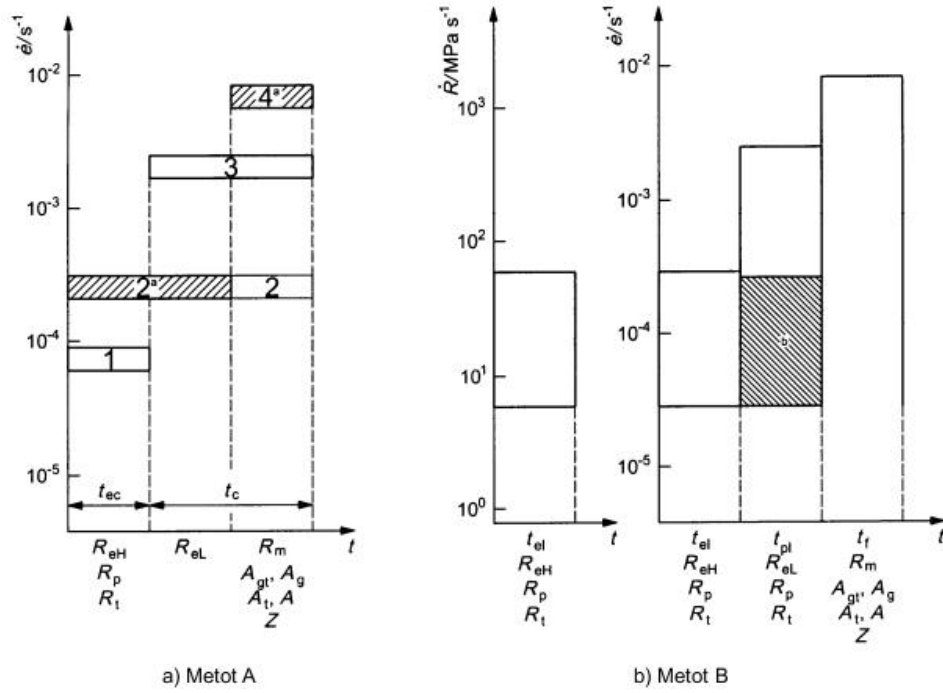 ė/s⁻¹
10⁻²
10⁻³
10⁻⁴
10⁻⁵
4ᵃ
3
2ᵃ 2
1
t_ec t_c
R_eH R_eL R_m t
R_p A_gt, A_g
R_t A_t, A
Z
a) Metot A
Ṙ/MPa s⁻¹
10³
10²
10¹
10⁰
t
t_el
R_eH
R_p
R_t
ė/s⁻¹
10⁻²
10⁻³
10⁻⁴
10⁻⁵
b
t
t_el t_pl t_f
R_eH R_eL R_m
R_p R_p A_gt, A_g
R_t R_t A_t, A
Z
b) Metot B